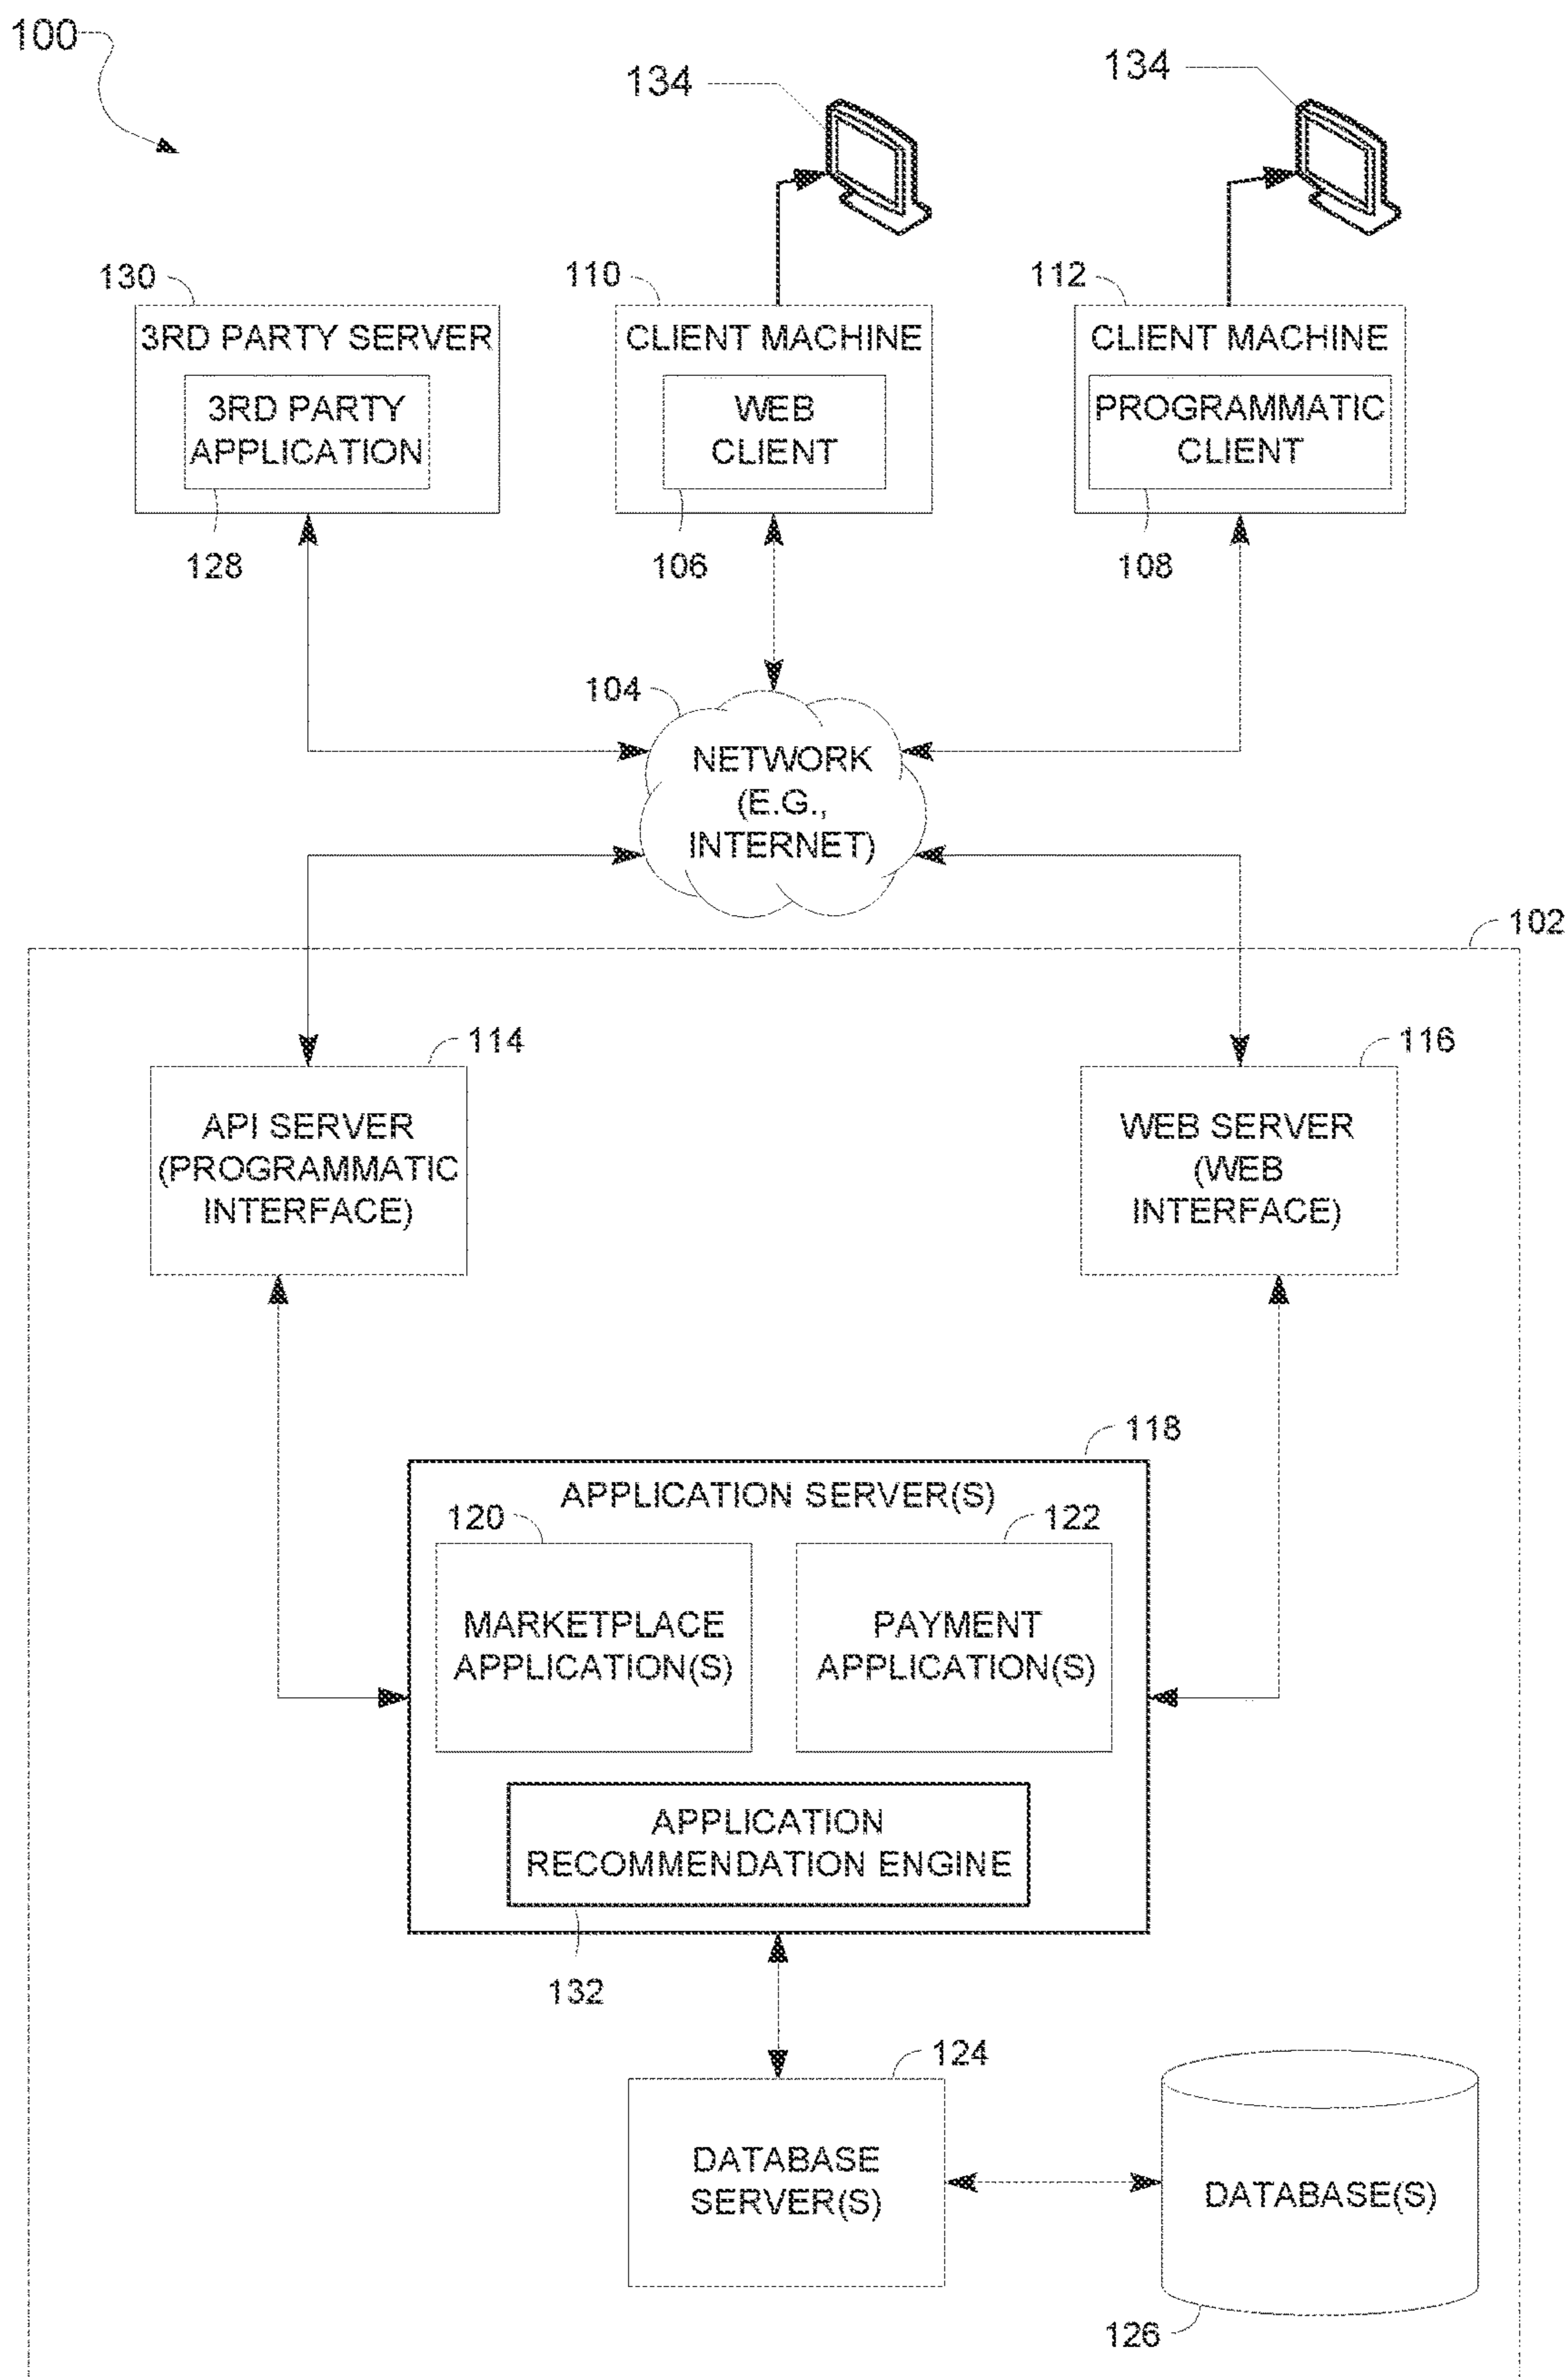 100
134
134
130
110
112
3RD PARTY SERVER
CLIENT MACHINE
CLIENT MACHINE
3RD PARTY
APPLICATION
WEB
CLIENT
PROGRAMMATIC
CLIENT
128
106
108
104
NETWORK
(E.G.,
INTERNET)
102
114
116
API SERVER
(PROGRAMMATIC
INTERFACE)
WEB SERVER
(WEB
INTERFACE)
118
APPLICATION SERVER(S)
120
122
MARKETPLACE
APPLICATION(S)
PAYMENT
APPLICATION(S)
APPLICATION
RECOMMENDATION ENGINE
132
124
DATABASE
SERVER(S)
DATABASE(S)
126